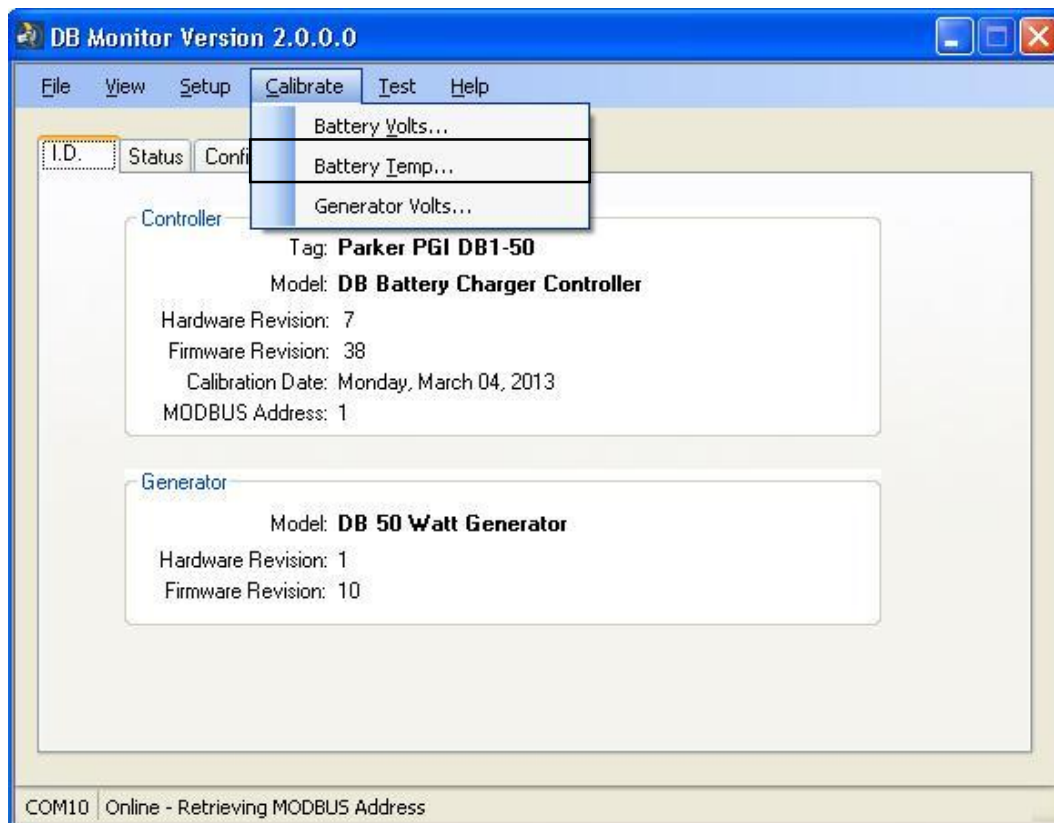 DB Monitor Version 2.0.0.0
File View Setup Calibrate Test Help
Battery Volts...
Battery Temp...
Generator Volts...
I.D. Status Confi
Controller
Tag: Parker PGI DB1-50
Model: DB Battery Charger Controller
Hardware Revision: 7
Firmware Revision: 38
Calibration Date: Monday, March 04, 2013
MODBUS Address: 1
Generator
Model: DB 50 Watt Generator
Hardware Revision: 1
Firmware Revision: 10
COM10 Online - Retrieving MODBUS Address